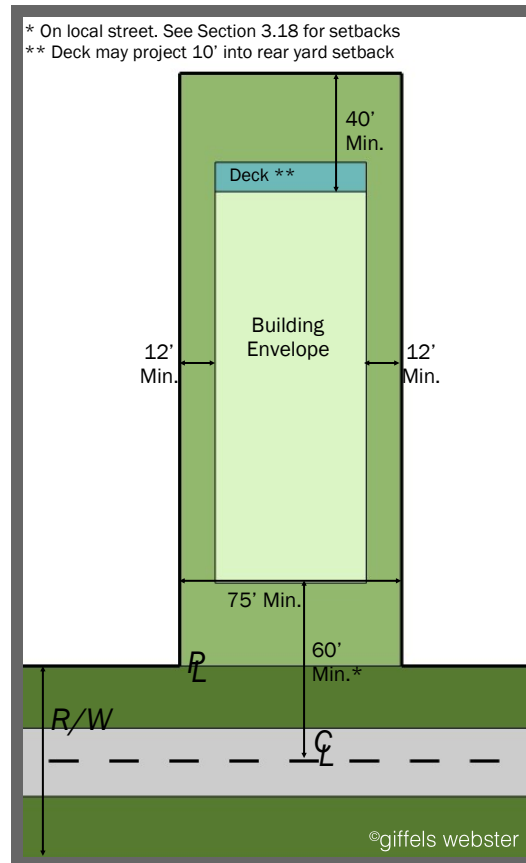 * On local street. See Section 3.18 for setbacks
** Deck may project 10’ into rear yard setback
40’
Min.
Deck **
Building
Envelope
12’
Min.
12’
Min.
75’ Min.
60’
Min.*
PL
R/W
CL
©giffels webster